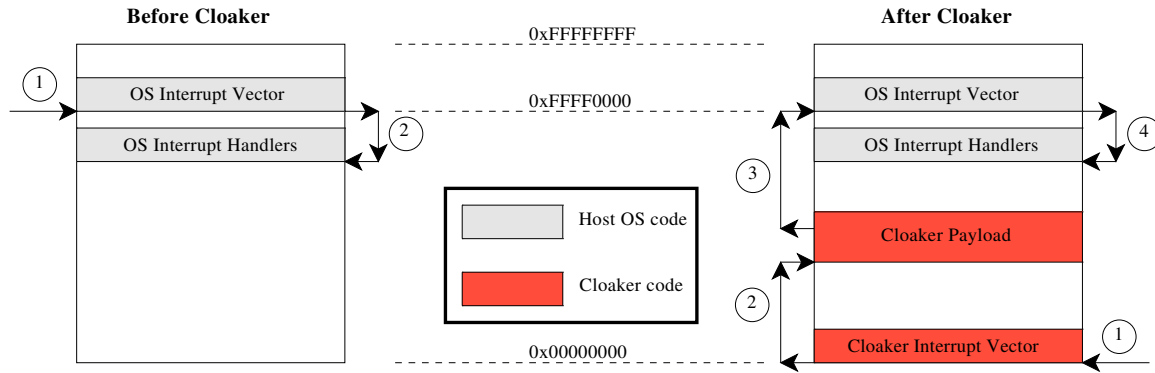 Before Cloaker
After Cloaker
0xFFFFFFFF
1
OS Interrupt Vector
0xFFFF0000
OS Interrupt Vector
2
OS Interrupt Handlers
OS Interrupt Handlers
4
3
Host OS code
Cloaker Payload
Cloaker code
2
0x00000000
Cloaker Interrupt Vector
1